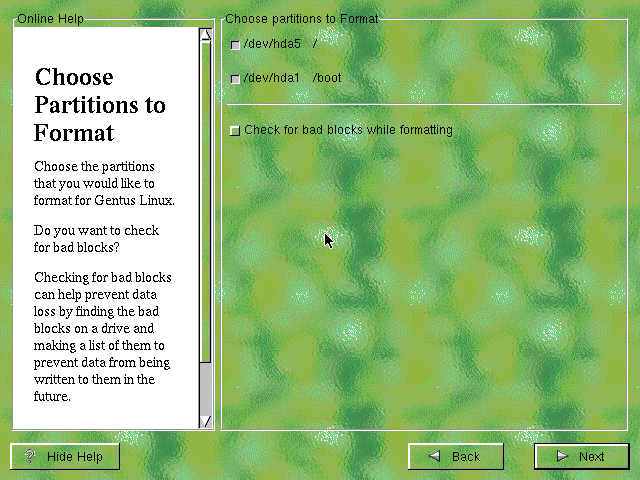 Online Help
Choose
Partitions to
Format
Choose the partitions
that you would like to
format for Gentus Linux.
Do you want to check
for bad blocks?
Checking for bad blocks
can help prevent data
loss by finding the bad
blocks on a drive and
making a list of them to
prevent data from being
written to them in the
future.
Choose partitions to Format
/dev/hda5 /
/dev/hda1 /boot
Check for bad blocks while formatting
? Hide Help
Back
Next